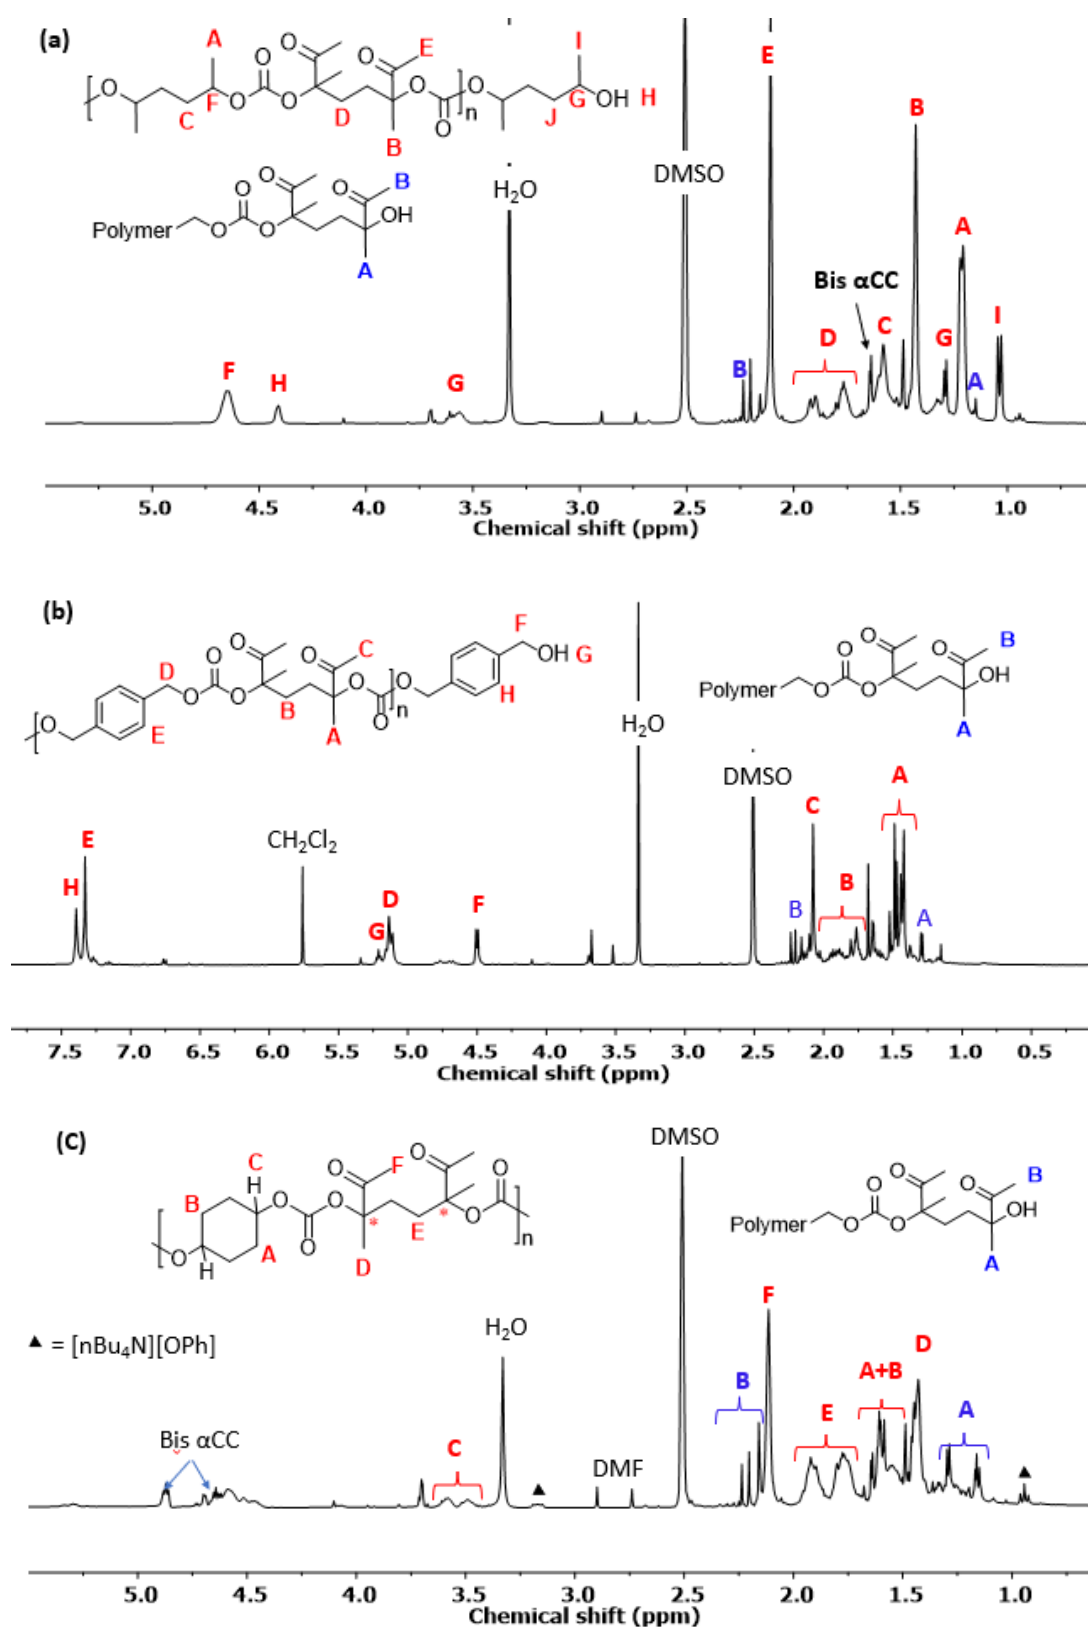 (a)
A
O
O
E
I
O
O
O
O
O
F
O
O
O
n
O
G
OH H
C
D
O
J
B
O
O
O
B
Polymer
O
O
OH
A
H₂O
DMSO
E
B
A
Bis αCC
C
I
D
G
B
A
F
H
G
5.0 4.5 4.0 3.5 3.0 2.5 2.0 1.5 1.0
Chemical shift (ppm)
(b)
O
O
C
F
D
O
O
O
O
O
O
n
OH G
O
E
B
A
O
H
O
O
O
B
Polymer
O
O
OH
A
H₂O
DMSO
A
C
B
B
A
CH₂Cl₂
E
H
D
G
F
7.5 7.0 6.5 6.0 5.5 5.0 4.5 4.0 3.5 3.0 2.5 2.0 1.5 1.0 0.5
Chemical shift (ppm)
(C)
C
H
O
F
O
O
B
O
O
O
*
*
O
n
O
H
A
O
E
D
▲ = [nBu₄N][OPh]
O
O
O
B
Polymer
O
O
OH
A
DMSO
H₂O
F
D
A+B
B
E
A
Bis αCC
C
▲
DMF
▲
5.0 4.5 4.0 3.5 3.0 2.5 2.0 1.5 1.0
Chemical shift (ppm)